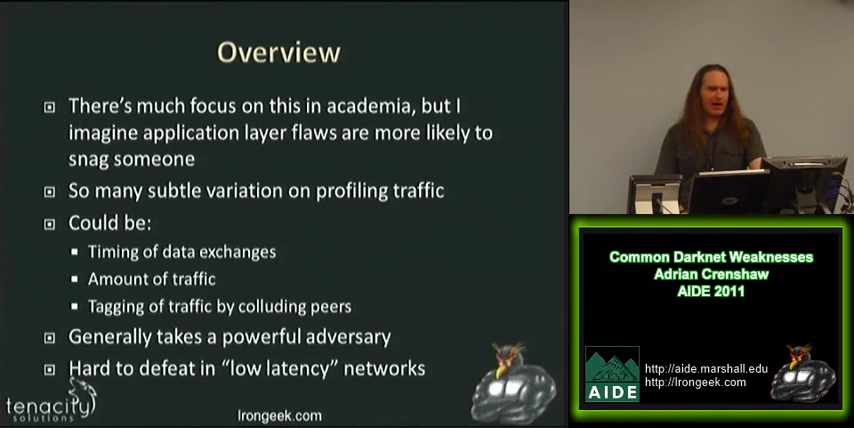 Overview
There's much focus on this in academia, but I
imagine application layer flaws are more likely to
snag someone
So many subtle variation on profiling traffic
Could be:
Timing of data exchanges
Amount of traffic
Tagging of traffic by colluding peers
Generally takes a powerful adversary
Hard to defeat in “low latency” networks
tenacity
solutions
Irongeek.com
Common Darknet Weaknesses
Adrian Crenshaw
AIDE 2011
AIDE
http://aide.marshall.edu
http://Irongeek.com